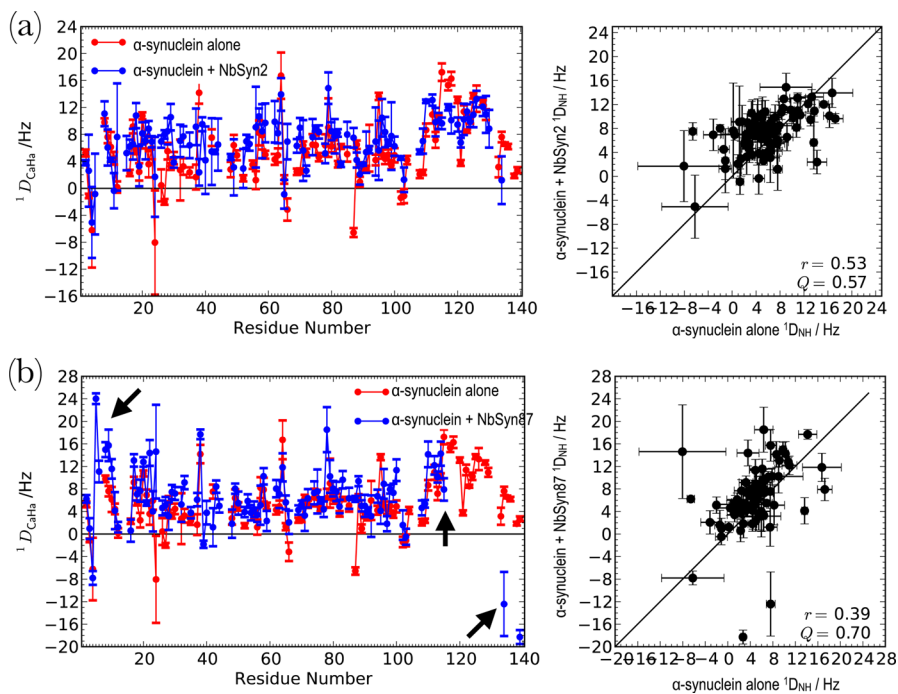 (a)
24
20
16
12
8
4
0
−4
−8
−12
−16
¹D_CaHa /Hz
α-synuclein alone
α-synuclein + NbSyn2
20 40 60 80 100 120 140
Residue Number
24
20
16
12
8
4
0
−4
−8
−12
−16
α-synuclein + NbSyn2 ¹D_NH / Hz
r = 0.53
Q = 0.57
−16 −12 −8 −4 0 4 8 12 16 20 24
α-synuclein alone ¹D_NH / Hz
(b)
28
24
20
16
12
8
4
0
−4
−8
−12
−16
−20
¹D_CaHa /Hz
α-synuclein alone
α-synuclein + NbSyn87
20 40 60 80 100 120 140
Residue Number
28
24
20
16
12
8
4
0
−4
−8
−12
−16
−20
α-synuclein + NbSyn87 ¹D_NH / Hz
r = 0.39
Q = 0.70
−20 −16 −12 −8 −4 0 4 8 12 16 20 24 28
α-synuclein alone ¹D_NH / Hz